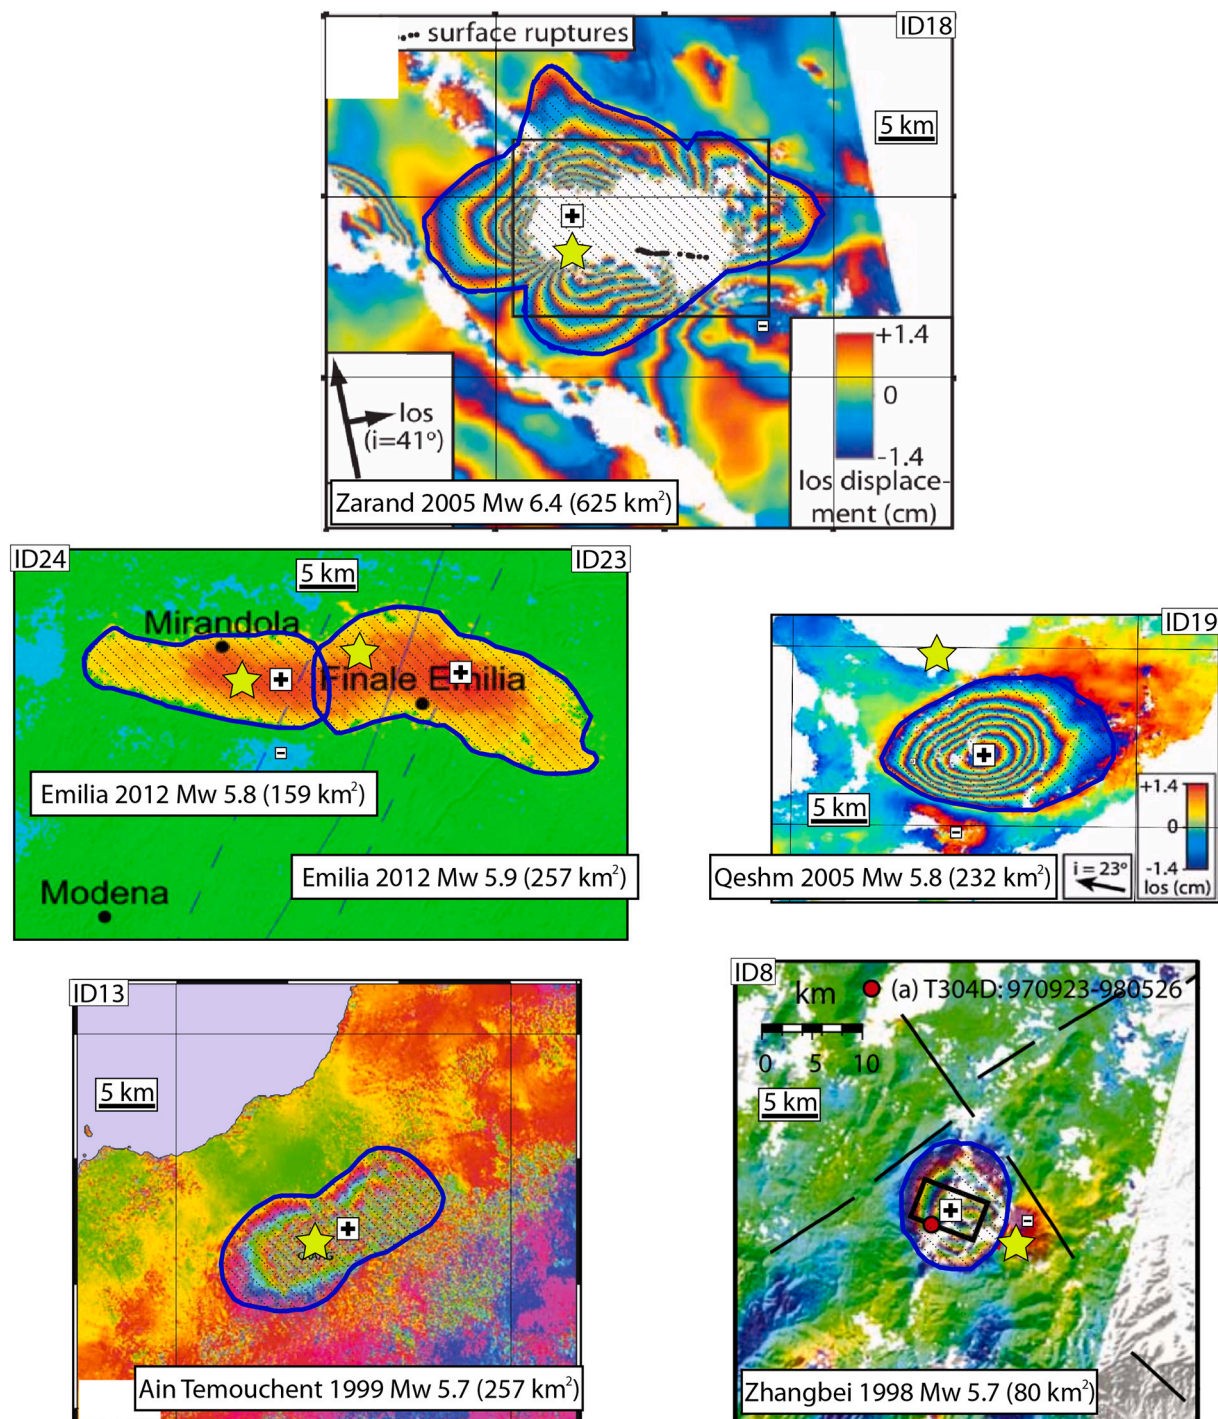 surface ruptures
ID18
5 km
+1.4
0
-1.4
los
(i=41°)
los displace-
ment (cm)
Zarand 2005 Mw 6.4 (625 km²)
ID24
5 km
ID23
Mirandola
Finale Emilia
Emilia 2012 Mw 5.8 (159 km²)
Emilia 2012 Mw 5.9 (257 km²)
Modena
ID19
5 km
+1.4
0
-1.4
los (cm)
i = 23°
Qeshm 2005 Mw 5.8 (232 km²)
ID13
5 km
Ain Temouchent 1999 Mw 5.7 (257 km²)
ID8
km
(a) T304D: 970923-980526
0 5 10
5 km
Zhangbei 1998 Mw 5.7 (80 km²)